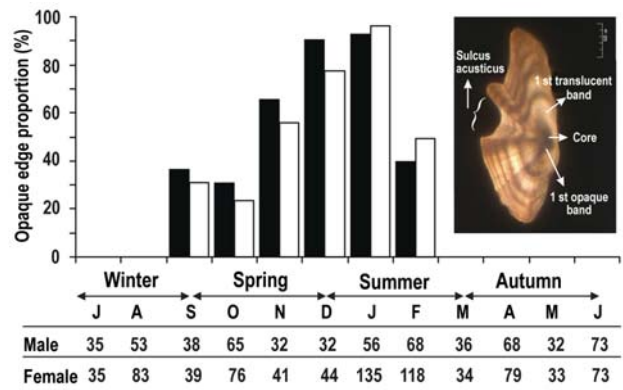 Opaque edge proportion (%)
100
80
60
40
20
0
Sulcus
acusticus
1 st translucent
band
Core
1 st opaque
band
Winter Spring Summer Autumn
J A S O N D J F M A M J
Male 35 53 38 65 32 32 56 68 36 68 32 73
Female 35 83 39 76 41 44 135 118 34 79 33 73